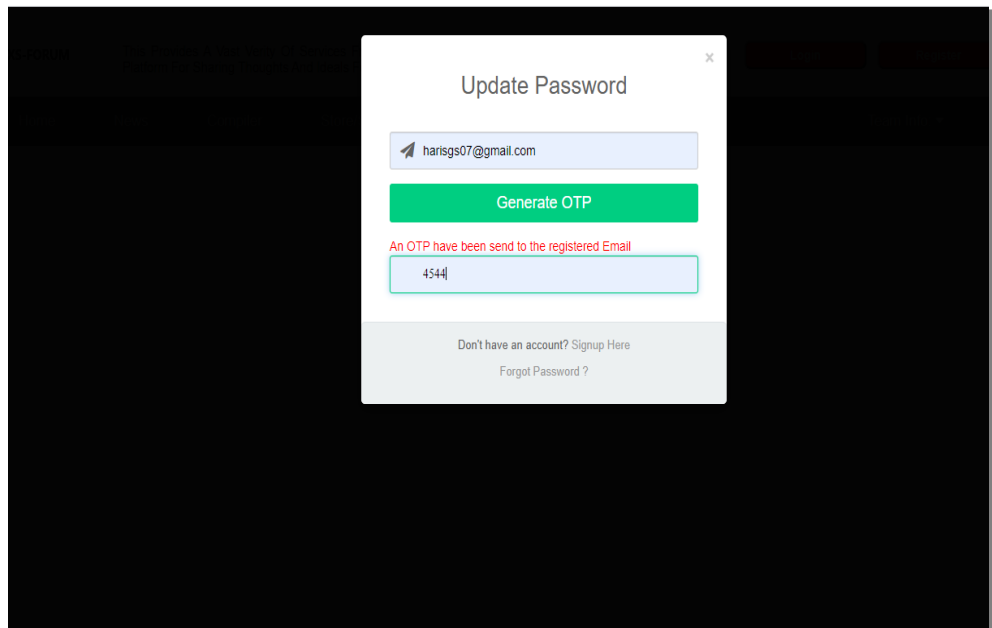 ×
Update Password
harisgs07@gmail.com
Generate OTP
An OTP have been send to the registered Email
4544
Don't have an account? Signup Here
Forgot Password ?